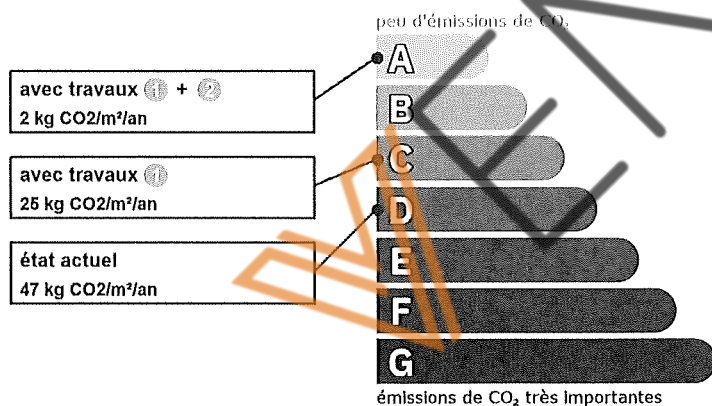 peu d'émissions de CO₂
A
avec travaux 1 + 2
2 kg CO2/m²/an
B
avec travaux 1
25 kg CO2/m²/an
C
D
état actuel
47 kg CO2/m²/an
E
F
G
émissions de CO₂ très importantes